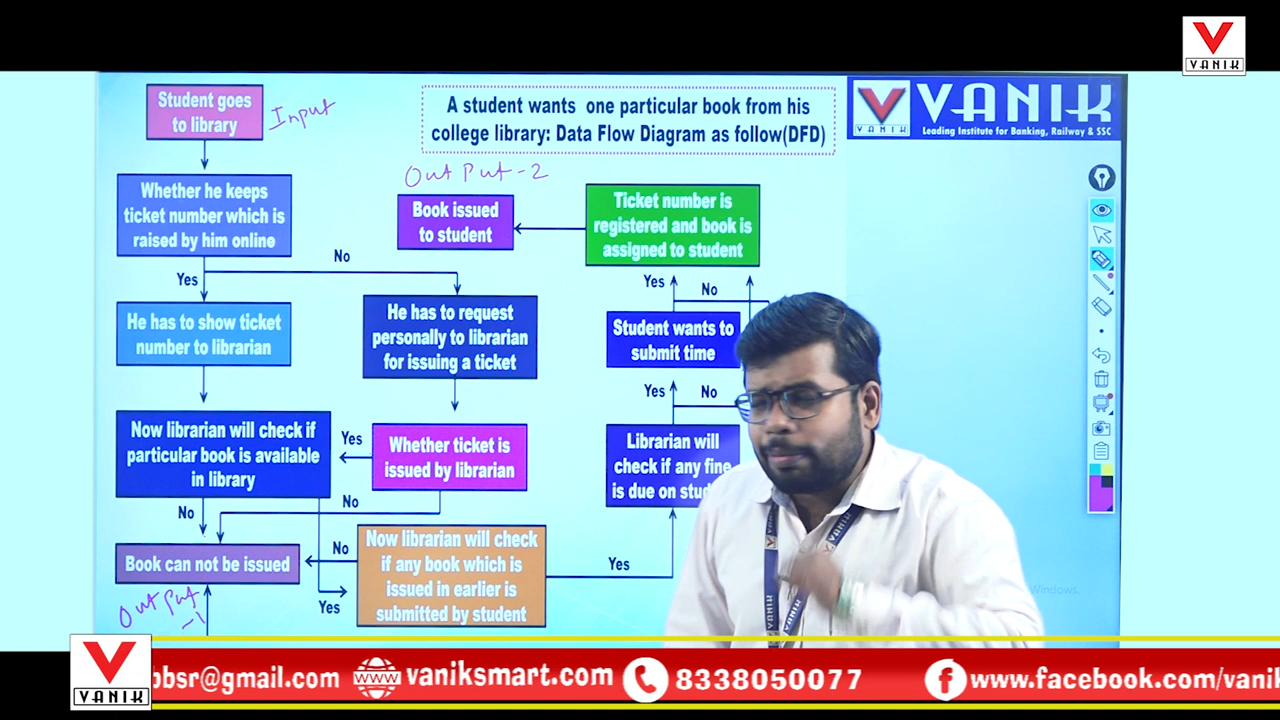 VANIK
Student goes
to library
Input
A student wants one particular book from his
college library: Data Flow Diagram as follow(DFD)
VANIK
VANIK
Leading Institute for Banking, Railway & SSC
Whether he keeps
ticket number which is
raised by him online
OutPut-2
Book issued
to student
Ticket number is
registered and book is
assigned to student
No
Yes
Yes
No
He has to show ticket
number to librarian
He has to request
personally to librarian
for issuing a ticket
Student wants to
submit time
Yes
No
Now librarian will check if
particular book is available
in library
Yes
Whether ticket is
issued by librarian
Librarian will
check if any fine
is due on stu
No
No
Book can not be issued
No
Yes
Now librarian will check
if any book which is
issued in earlier is
submitted by student
Yes
OutPut
-1
Windows.
VANIK
VANIK
VANIK
bbsr@gmail.com
www
vaniksmart.com
8338050077
www.facebook.com/vani